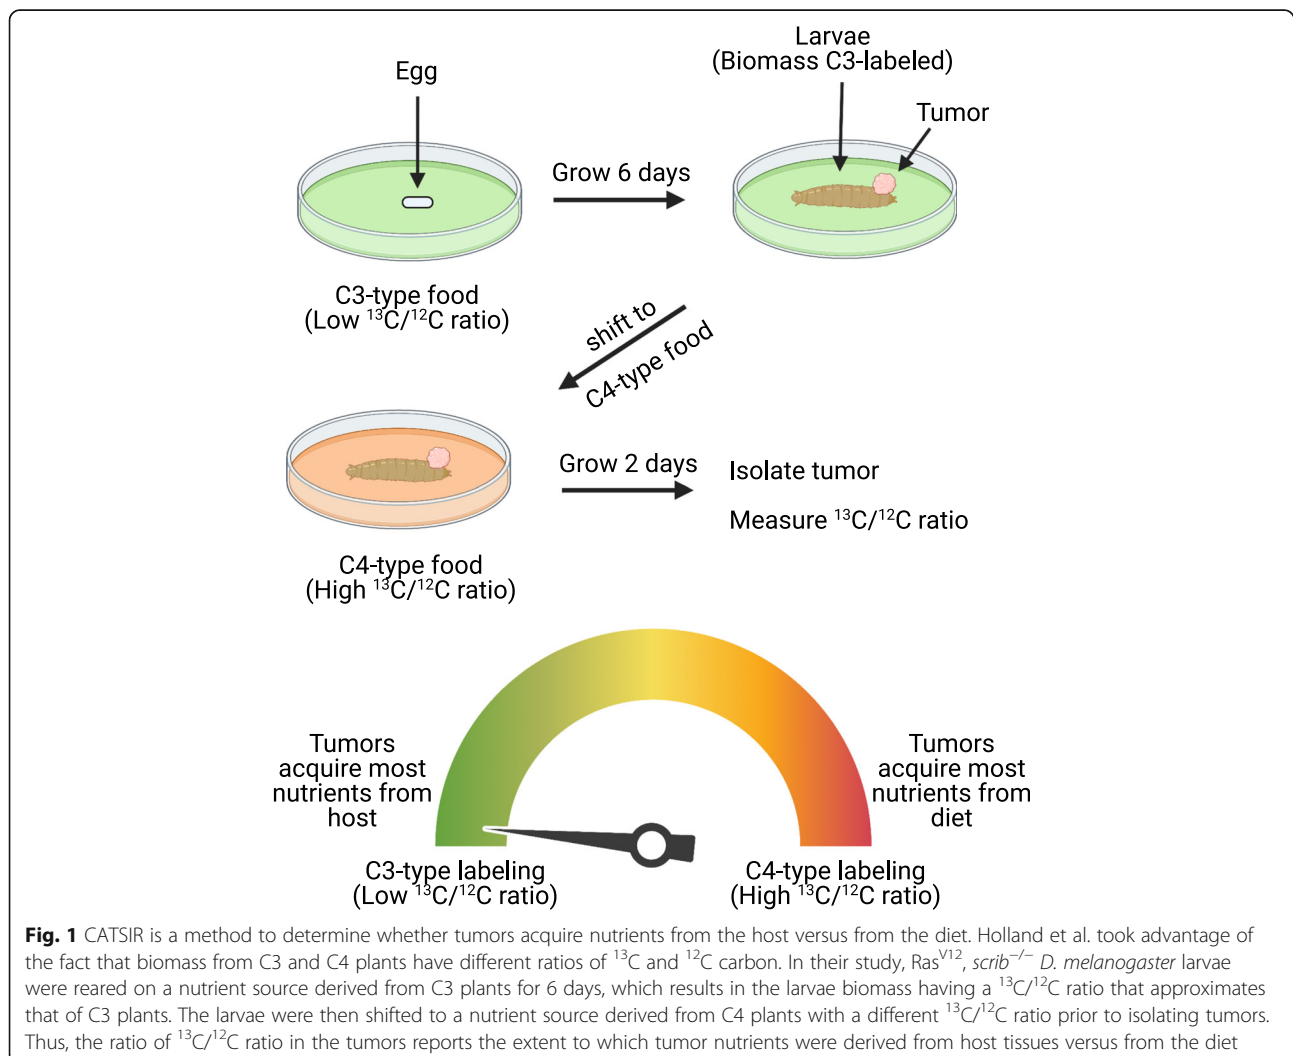 Egg
Larvae
(Biomass C3-labeled)
Tumor
Grow 6 days
C3-type food
(Low ¹³C/¹²C ratio)
shift to
C4-type food
Grow 2 days
Isolate tumor
Measure ¹³C/¹²C ratio
C4-type food
(High ¹³C/¹²C ratio)
Tumors
acquire most
nutrients from
host
Tumors
acquire most
nutrients from
diet
C3-type labeling
(Low ¹³C/¹²C ratio)
C4-type labeling
(High ¹³C/¹²C ratio)
Fig. 1 CATSIR is a method to determine whether tumors acquire nutrients from the host versus from the diet. Holland et al. took advantage of
the fact that biomass from C3 and C4 plants have different ratios of ¹³C and ¹²C carbon. In their study, Ras^V12, scrib⁻/⁻ D. melanogaster larvae
were reared on a nutrient source derived from C3 plants for 6 days, which results in the larvae biomass having a ¹³C/¹²C ratio that approximates
that of C3 plants. The larvae were then shifted to a nutrient source derived from C4 plants with a different ¹³C/¹²C ratio prior to isolating tumors.
Thus, the ratio of ¹³C/¹²C ratio in the tumors reports the extent to which tumor nutrients were derived from host tissues versus from the diet